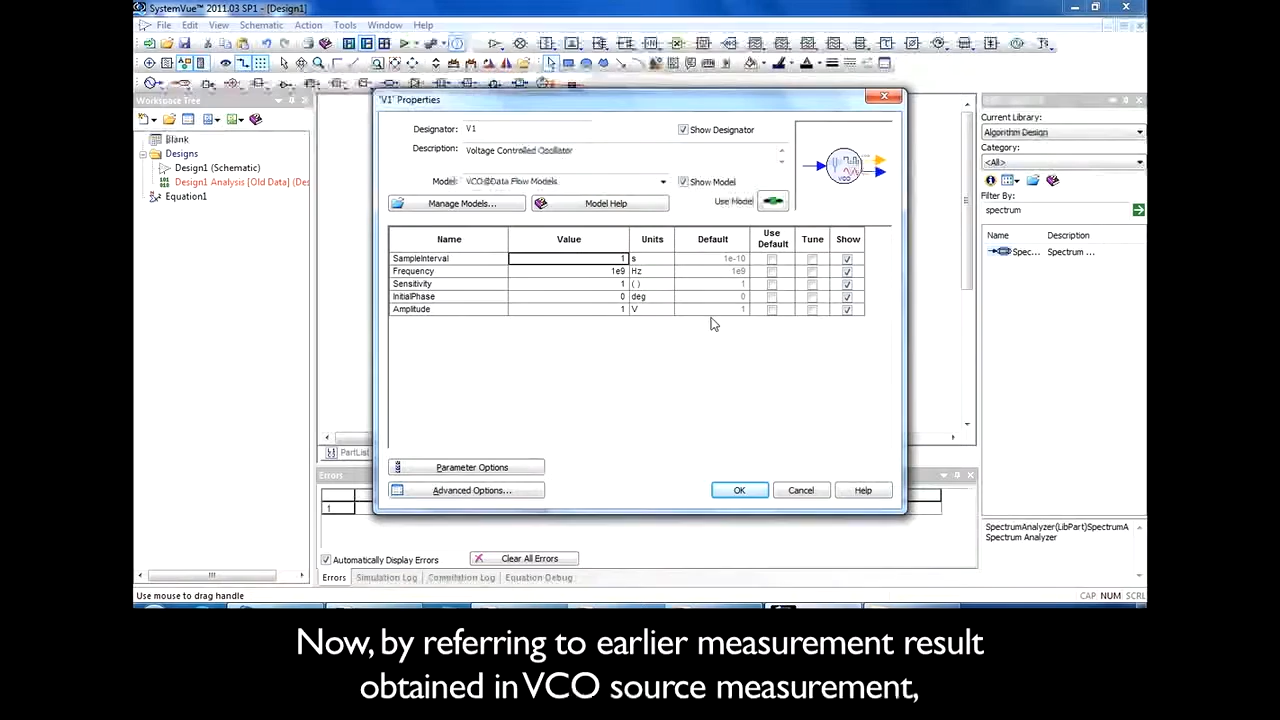 SystemVue 2011.03 SP1 - [Design1]
File Edit View Schematic Action Tools Window Help
Workspace Tree
Blank
Designs
Design1 (Schematic)
Design1 Analysis [Old Data] (Des
Equation1
'V1' Properties
Designator: V1
Show Designator
Description: Voltage Controlled Oscillator
Model: VCO@Data Flow Models
Show Model
Manage Models...
Model Help
Use Model
VCO
Name Value Units Default Use Default Tune Show
SampleInterval 1 s 1e-10
Frequency 1e9 Hz 1e9
Sensitivity 1 ( ) 1
InitialPhase 0 deg 0
Amplitude 1 V 1
Parameter Options
Advanced Options...
OK Cancel Help
Current Library:
Algorithm Design
Category:
<All>
Filter By:
spectrum
Name Description
Spec... Spectrum ...
SpectrumAnalyzer(LibPart)SpectrumA
Spectrum Analyzer
PartList
Errors
1
Automatically Display Errors
Clear All Errors
Errors Simulation Log Compilation Log Equation Debug
Use mouse to drag handle
CAP NUM SCRL
Now, by referring to earlier measurement result
obtained in VCO source measurement,